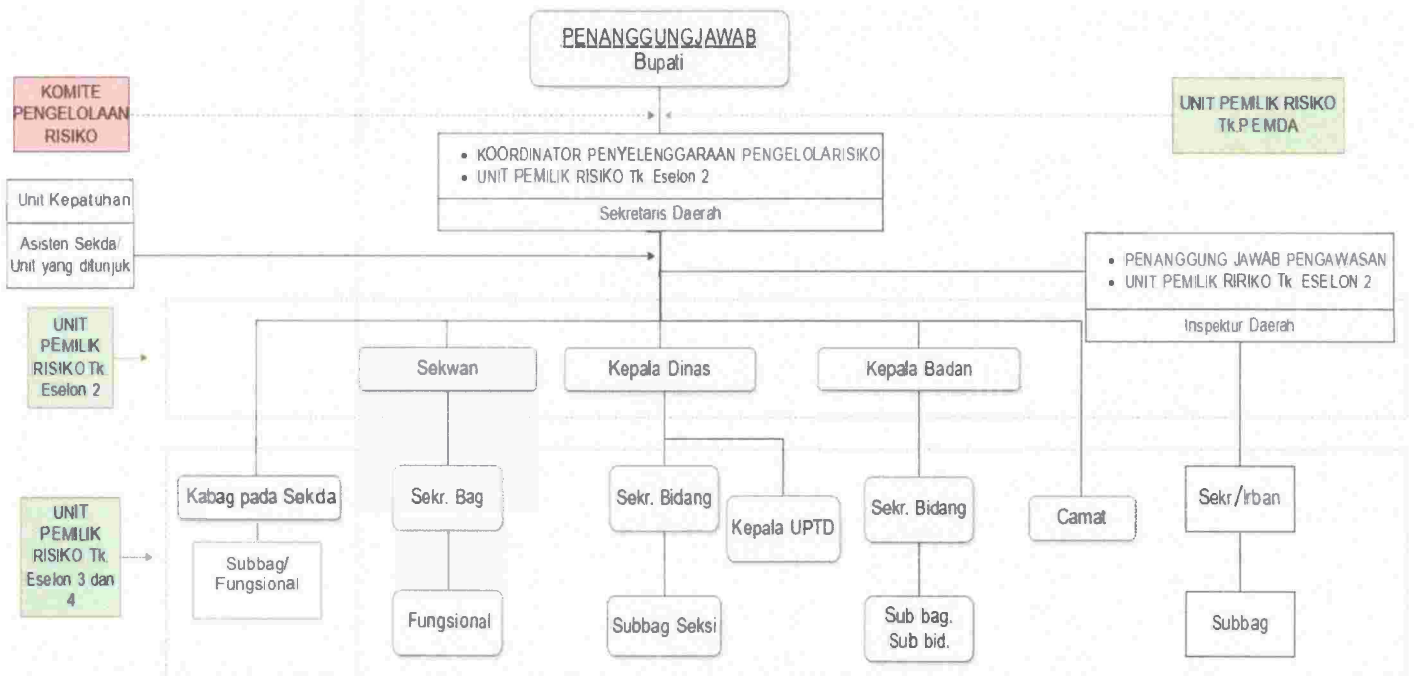 PENANGGUNGJAWAB
Bupati
KOMITE
PENGELOLAAN
RISIKO
UNIT PEMILIK RISIKO
Tk.PEMDA
• KOORDINATOR PENYELENGGARAAN PENGELOLARISIKO
• UNIT PEMILIK RISIKO Tk Eselon 2
Sekretaris Daerah
Unit Kepatuhan
Asisten Sekda/
Unit yang ditunjuk
• PENANGGUNG JAWAB PENGAWASAN
• UNIT PEMILIK RIRIKO Tk ESELON 2
Inspektur Daerah
UNIT
PEMILIK
RISIKO Tk.
Eselon 2
Sekwan
Kepala Dinas
Kepala Badan
UNIT
PEMILIK
RISIKO Tk.
Eselon 3 dan
4
Kabag pada Sekda
Sekr. Bag
Sekr. Bidang
Kepala UPTD
Sekr. Bidang
Camat
Sekr/Irban
Subbag/
Fungsional
Fungsional
Subbag Seksi
Sub bag.
Sub bid.
Subbag